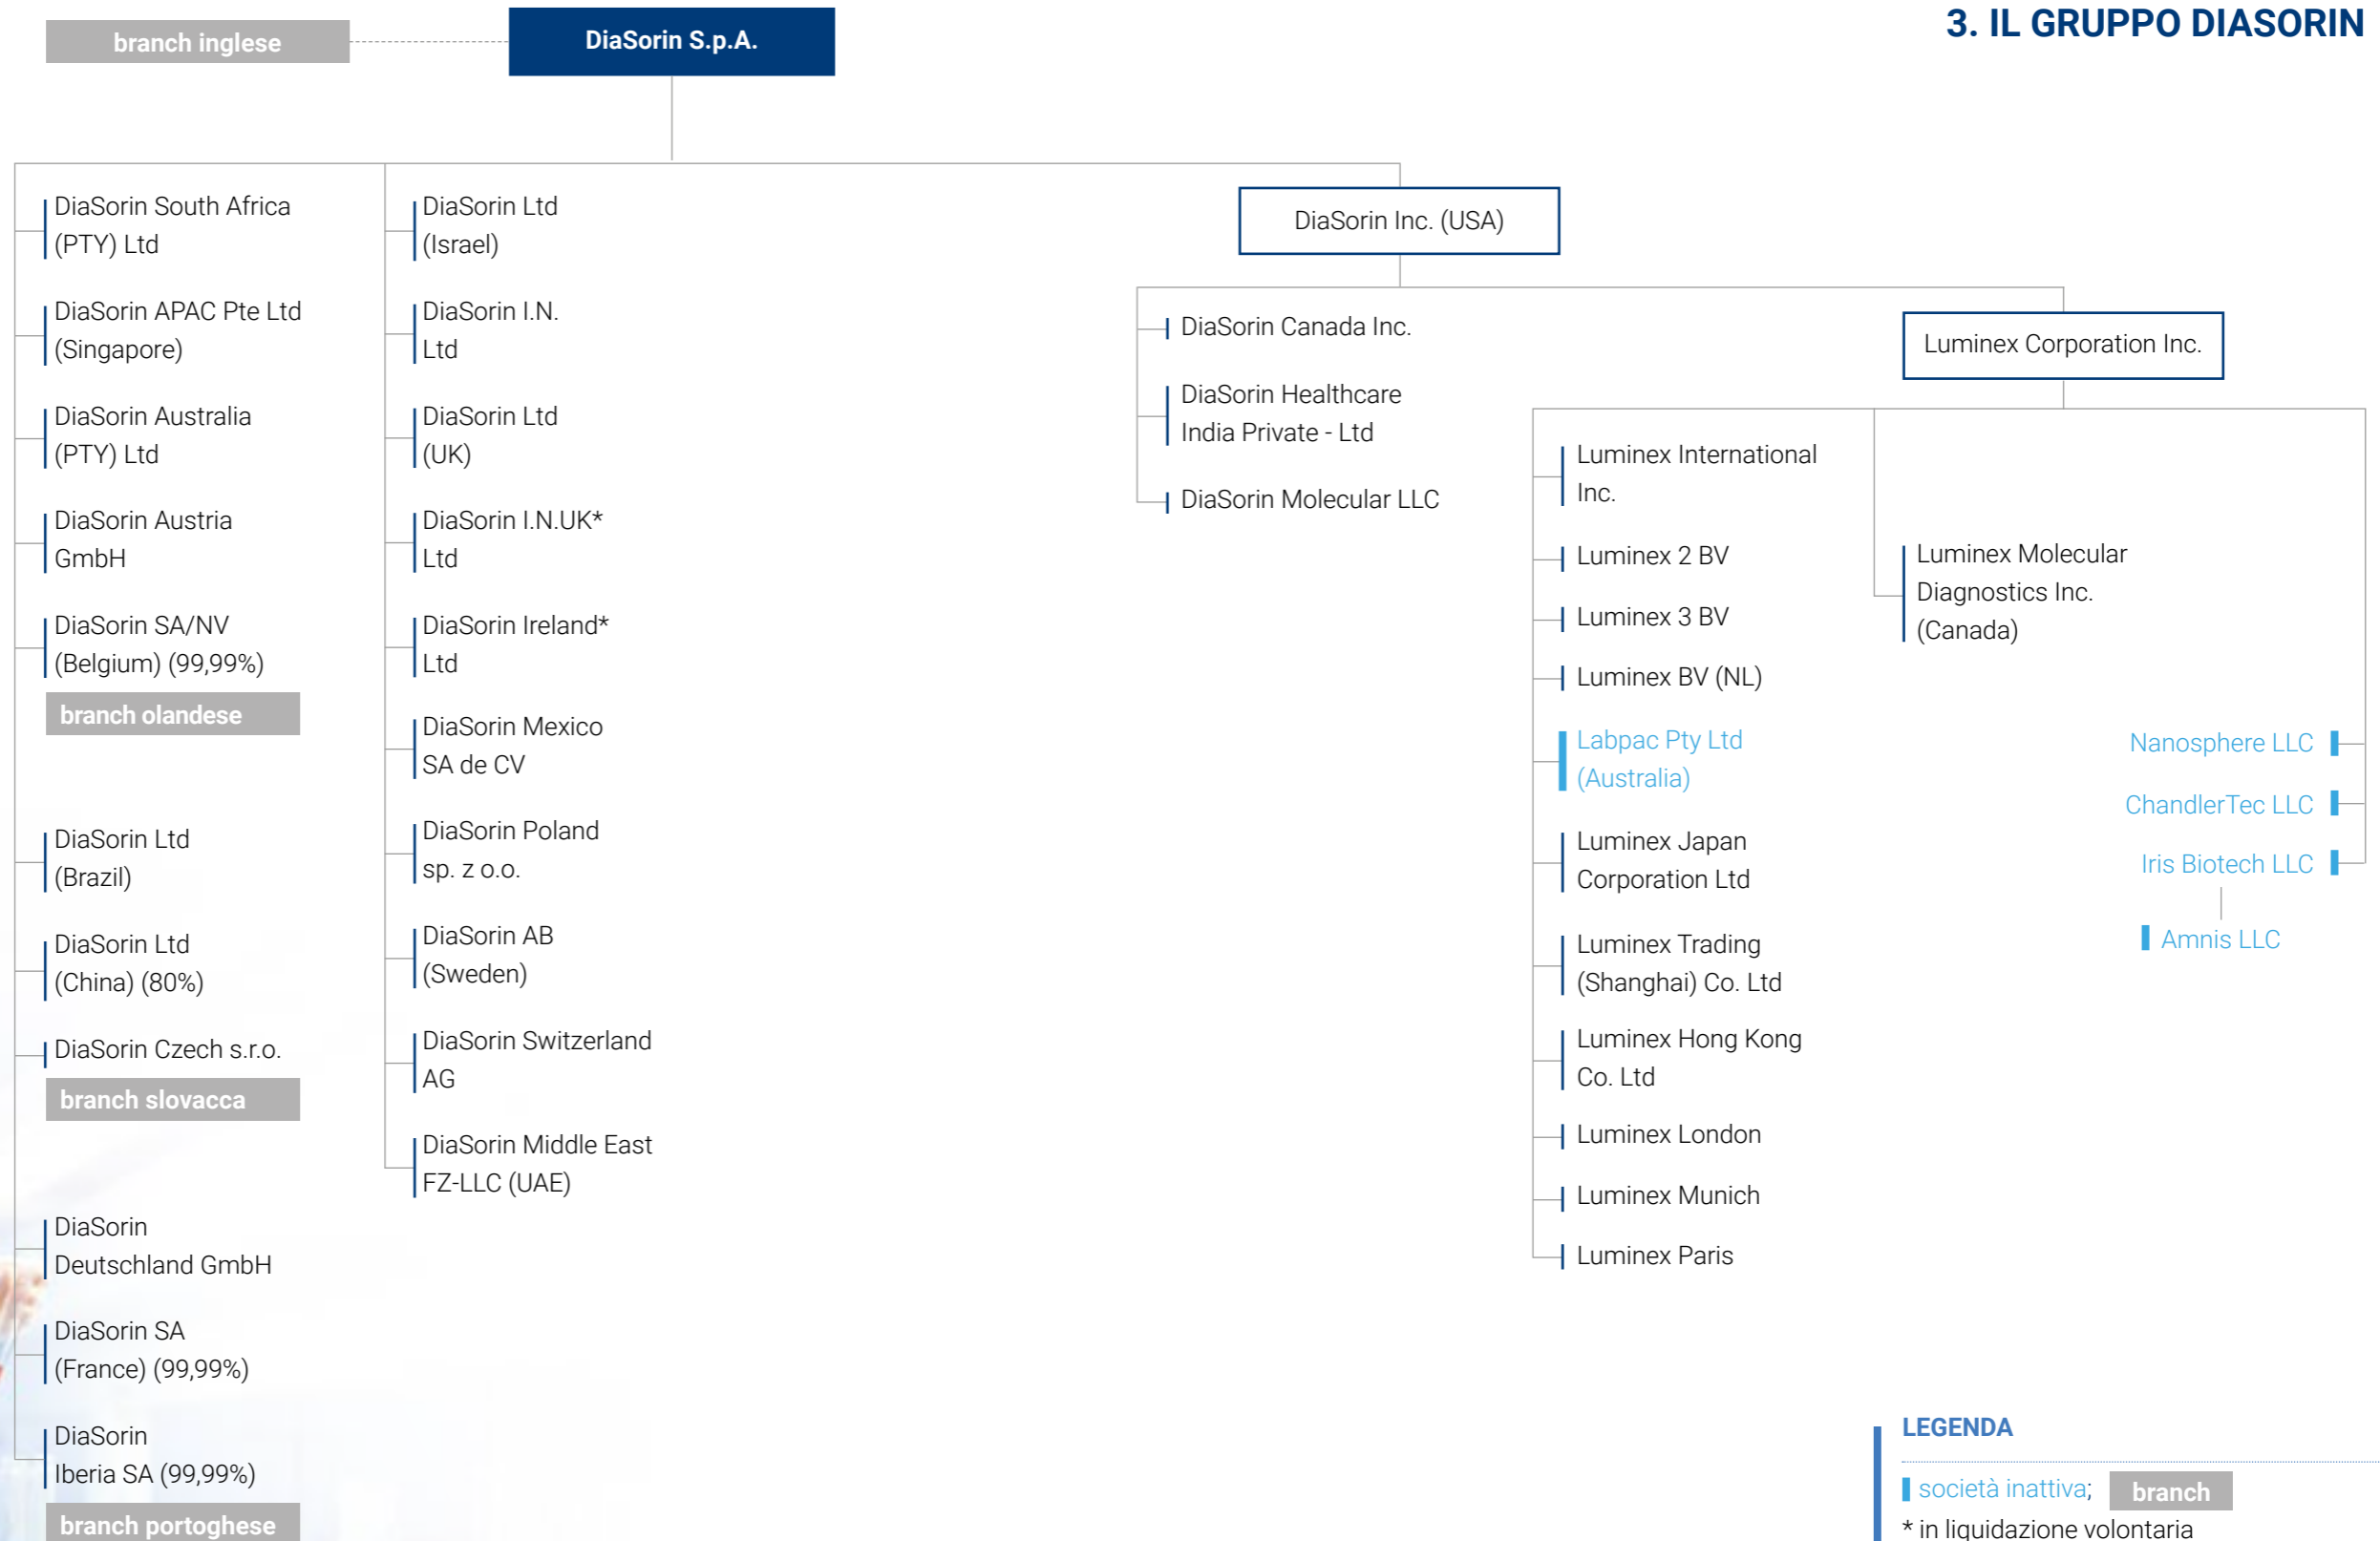 3. IL GRUPPO DIASORIN
branch inglese
DiaSorin S.p.A.
DiaSorin South Africa
(PTY) Ltd
DiaSorin APAC Pte Ltd
(Singapore)
DiaSorin Australia
(PTY) Ltd
DiaSorin Austria
GmbH
DiaSorin SA/NV
(Belgium) (99,99%)
branch olandese
DiaSorin Ltd
(Brazil)
DiaSorin Ltd
(China) (80%)
DiaSorin Czech s.r.o.
branch slovacca
DiaSorin
Deutschland GmbH
DiaSorin SA
(France) (99,99%)
DiaSorin
Iberia SA (99,99%)
branch portoghese
DiaSorin Ltd
(Israel)
DiaSorin I.N.
Ltd
DiaSorin Ltd
(UK)
DiaSorin I.N.UK*
Ltd
DiaSorin Ireland*
Ltd
DiaSorin Mexico
SA de CV
DiaSorin Poland
sp. z o.o.
DiaSorin AB
(Sweden)
DiaSorin Switzerland
AG
DiaSorin Middle East
FZ-LLC (UAE)
DiaSorin Inc. (USA)
DiaSorin Canada Inc.
DiaSorin Healthcare
India Private - Ltd
DiaSorin Molecular LLC
Luminex Corporation Inc.
Luminex International
Inc.
Luminex 2 BV
Luminex 3 BV
Luminex BV (NL)
Labpac Pty Ltd
(Australia)
Luminex Japan
Corporation Ltd
Luminex Trading
(Shanghai) Co. Ltd
Luminex Hong Kong
Co. Ltd
Luminex London
Luminex Munich
Luminex Paris
Luminex Molecular
Diagnostics Inc.
(Canada)
Nanosphere LLC
ChandlerTec LLC
Iris Biotech LLC
Amnis LLC
LEGENDA
società inattiva; branch
* in liquidazione volontaria